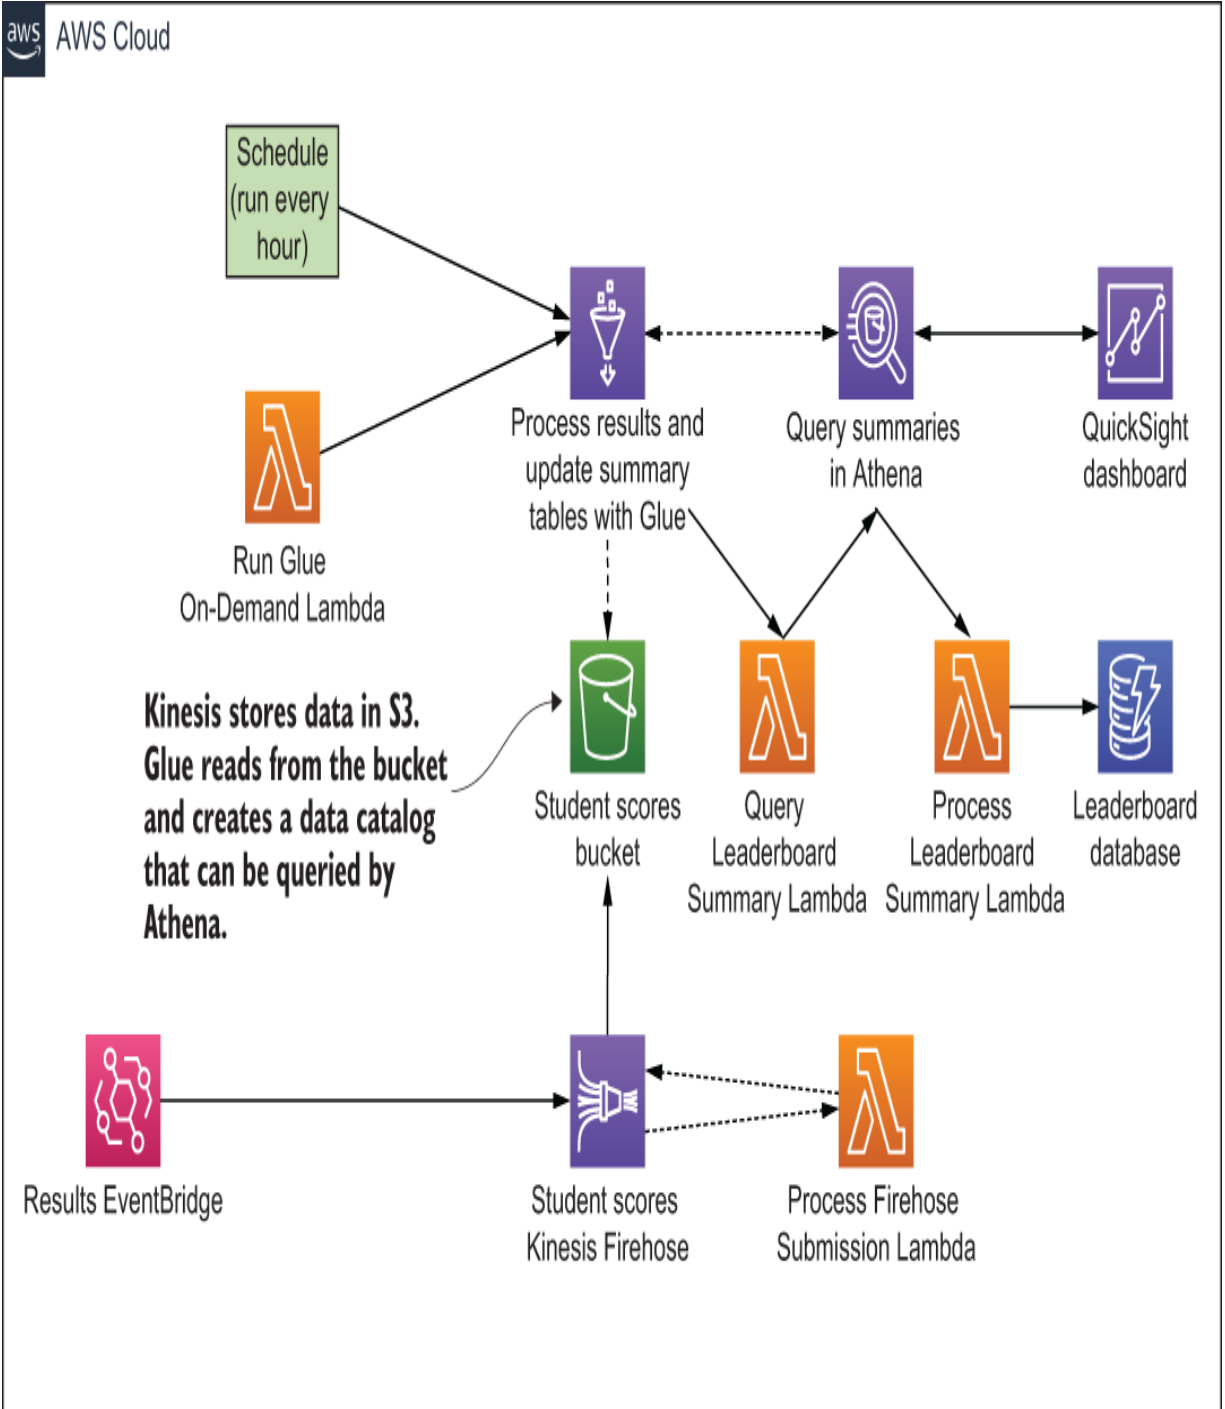 aws
AWS Cloud
Schedule
(run every
hour)
Process results and
update summary
tables with Glue
Query summaries
in Athena
QuickSight
dashboard
Run Glue
On-Demand Lambda
Kinesis stores data in S3.
Glue reads from the bucket
and creates a data catalog
that can be queried by
Athena.
Student scores
bucket
Query
Leaderboard
Summary Lambda
Process
Leaderboard
Summary Lambda
Leaderboard
database
Results EventBridge
Student scores
Kinesis Firehose
Process Firehose
Submission Lambda